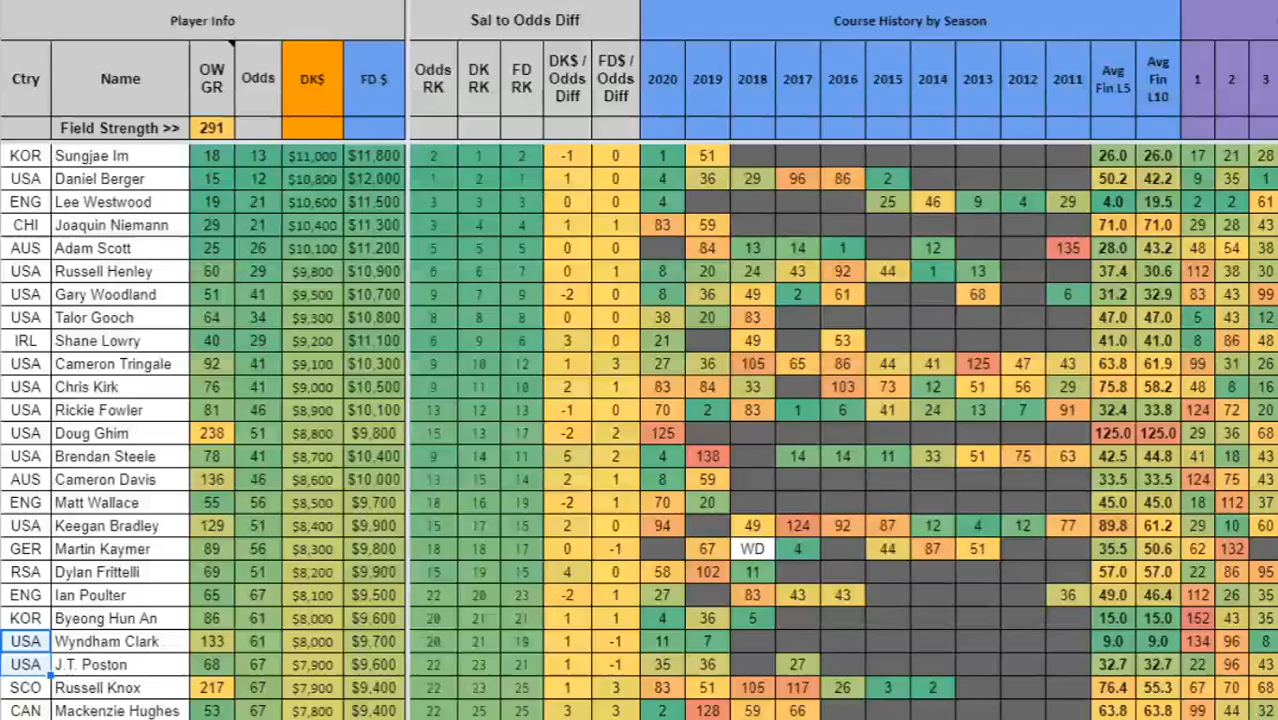 Player Info Sal to Odds Diff Course History by Season
Ctry Name OW GR Odds DK$ FD $ Odds RK DK RK FD RK DK$ / Odds Diff FD$ / Odds Diff 2020 2019 2018 2017 2016 2015 2014 2013 2012 2011 Avg Fin L5 Avg Fin L10 1 2 3
Field Strength >> 291
KOR Sungjae Im 18 13 $11,000 $11,800 2 1 2 -1 0 1 51 26.0 26.0 17 21 28
USA Daniel Berger 15 12 $10,800 $12,000 1 2 1 1 0 4 36 29 96 86 2 50.2 42.2 9 35 1
ENG Lee Westwood 19 21 $10,600 $11,500 3 3 3 0 0 4 25 46 9 4 29 4.0 19.5 2 2 61
CHI Joaquin Niemann 29 21 $10,400 $11,300 3 4 4 1 1 83 59 71.0 71.0 29 28 43
AUS Adam Scott 25 26 $10,100 $11,200 5 5 5 0 0 84 13 14 1 12 135 28.0 43.2 48 54 38
USA Russell Henley 60 29 $9,800 $10,900 6 6 7 0 1 8 20 24 43 92 44 1 13 37.4 30.6 112 38 30
USA Gary Woodland 51 41 $9,500 $10,700 9 7 9 -2 0 8 36 49 2 61 68 6 31.2 32.9 83 43 99
USA Talor Gooch 64 34 $9,300 $10,800 8 8 8 0 0 38 20 83 47.0 47.0 5 43 12
IRL Shane Lowry 40 29 $9,200 $11,100 6 9 6 3 0 21 49 53 41.0 41.0 8 86 48
USA Cameron Tringale 92 41 $9,100 $10,300 9 10 12 1 3 27 36 105 65 86 44 41 125 47 43 63.8 61.9 99 31 26
USA Chris Kirk 76 41 $9,000 $10,500 9 11 10 2 1 83 84 33 103 73 12 51 56 29 75.8 58.2 48 8 16
USA Rickie Fowler 81 46 $8,900 $10,100 13 12 13 -1 0 70 2 83 1 6 41 24 13 7 91 32.4 33.8 124 72 20
USA Doug Ghim 238 51 $8,800 $9,800 15 13 17 -2 2 125 125.0 125.0 29 36 68
USA Brendan Steele 78 41 $8,700 $10,400 9 14 11 5 2 4 138 14 14 11 33 51 75 63 42.5 44.8 41 18 43
AUS Cameron Davis 136 46 $8,600 $10,000 13 15 14 2 1 8 59 33.5 33.5 124 75 43
ENG Matt Wallace 55 56 $8,500 $9,700 18 16 19 -2 1 70 20 45.0 45.0 18 112 37
USA Keegan Bradley 129 51 $8,400 $9,900 15 17 15 2 0 94 49 124 92 87 12 4 12 77 89.8 61.2 29 10 60
GER Martin Kaymer 89 56 $8,300 $9,800 18 18 17 0 -1 67 WD 4 44 87 51 35.5 50.6 62 132
RSA Dylan Frittelli 69 51 $8,200 $9,900 15 19 15 4 0 58 102 11 57.0 57.0 22 86 95
ENG Ian Poulter 65 67 $8,100 $9,500 22 20 23 -2 1 27 83 43 43 36 49.0 46.4 112 26 35
KOR Byeong Hun An 86 61 $8,000 $9,600 20 21 21 1 1 4 36 5 15.0 15.0 152 43 35
USA Wyndham Clark 133 61 $8,000 $9,700 20 21 19 1 -1 11 7 9.0 9.0 134 96 8
USA J.T. Poston 68 67 $7,900 $9,600 22 23 21 1 -1 35 36 27 32.7 32.7 22 96 43
SCO Russell Knox 217 67 $7,900 $9,400 22 23 25 1 3 83 51 105 117 26 3 2 76.4 55.3 67 70 68
CAN Mackenzie Hughes 53 67 $7,800 $9,400 22 25 25 3 3 2 128 59 66 63.8 63.8 99 44 32